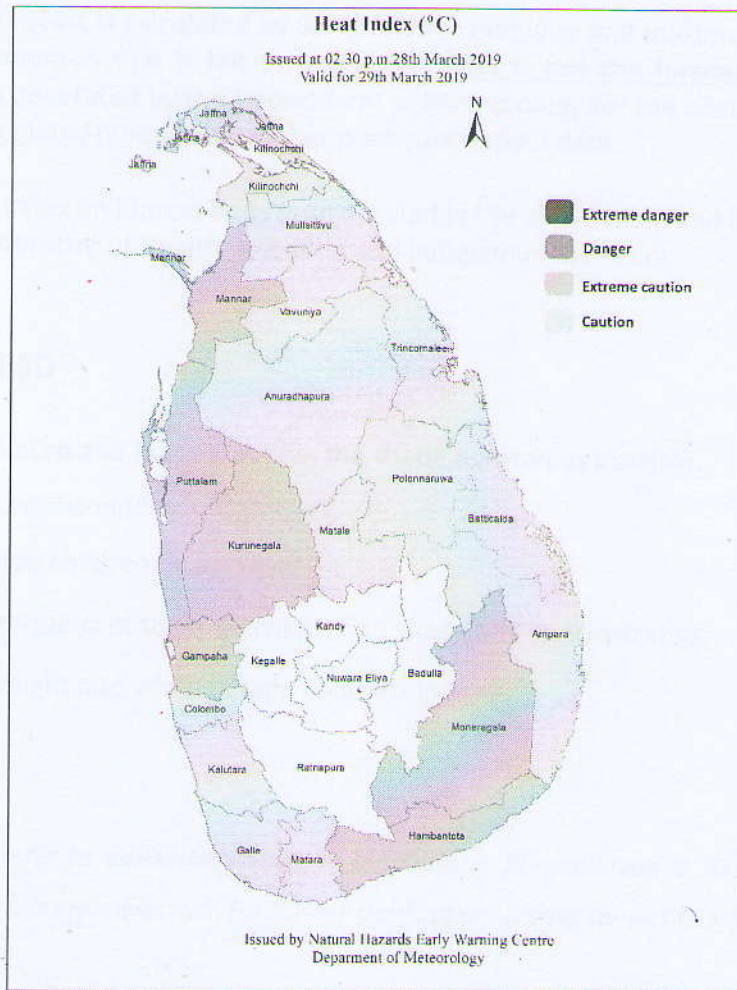 Heat Index (°C)
Issued at 02.30 p.m.28th March 2019
Valid for 29th March 2019
N
Jaffna
Jaffna
Jaffna
Jaffna
Kilinochchi
Kilinochchi
Mullaittivu
Mannar
Mannar
Vavuniya
Trincomalee
Anuradhapura
Extreme danger
Danger
Extreme caution
Caution
Puttalam
Polonnaruwa
Kurunegala
Matale
Batticaloa
Kandy
Ampara
Gampaha
Kegalle
Nuwara Eliya
Badulla
Colombo
Moneragala
Kalutara
Ratnapura
Hambantota
Galle
Matara
Issued by Natural Hazards Early Warning Centre
Deparment of Meteorology